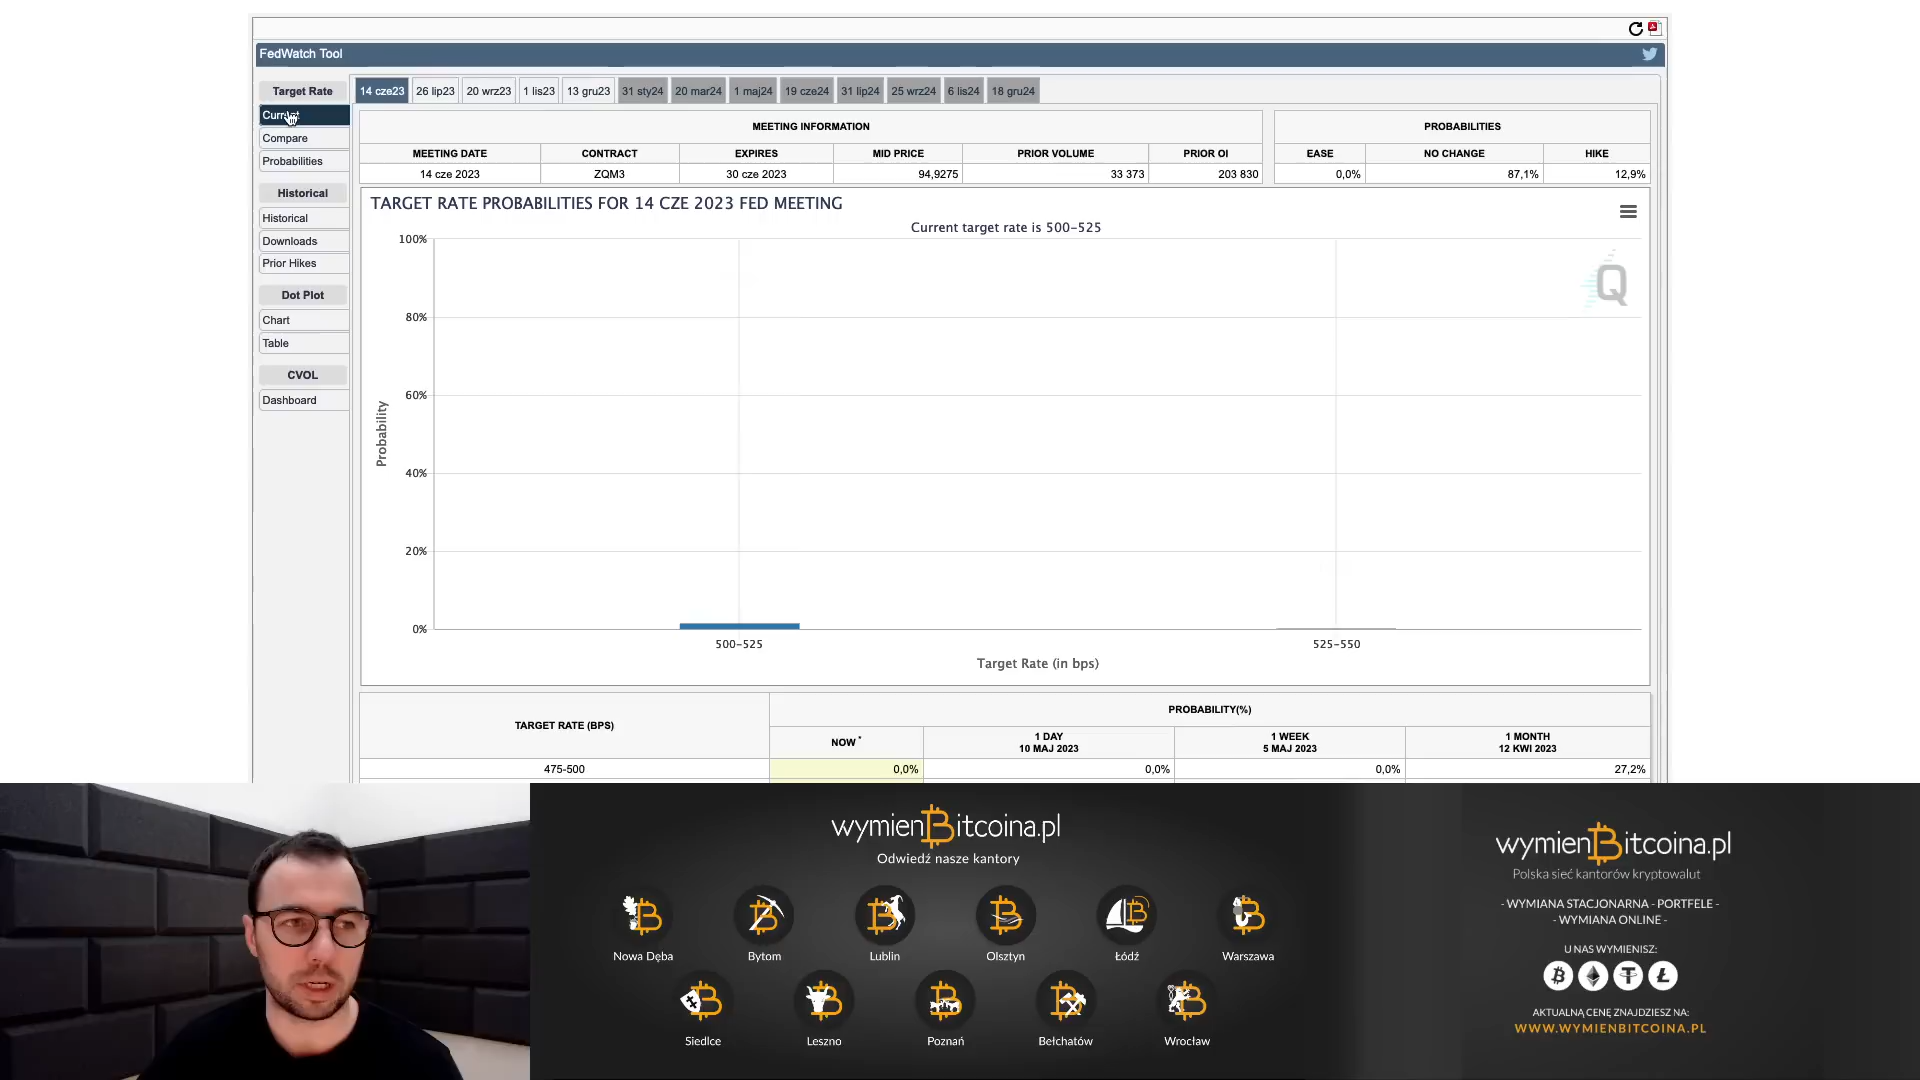 FedWatch Tool
Target Rate
Current
Compare
Probabilities
Historical
Historical
Downloads
Prior Hikes
Dot Plot
Chart
Table
CVOL
Dashboard
14 cze23 26 lip23 20 wrz23 1 lis23 13 gru23 31 sty24 20 mar24 1 maj24 19 cze24 31 lip24 25 wrz24 6 lis24 18 gru24
MEETING INFORMATION
MEETING DATE CONTRACT EXPIRES MID PRICE PRIOR VOLUME PRIOR OI
14 cze 2023 ZQM3 30 cze 2023 94,9275 33 373 203 830
PROBABILITIES
EASE NO CHANGE HIKE
0,0% 87,1% 12,9%
TARGET RATE PROBABILITIES FOR 14 CZE 2023 FED MEETING
Current target rate is 500-525
100%
80%
60%
40%
20%
0%
Probability
Q
500-525 525-550
Target Rate (in bps)
TARGET RATE (BPS)
PROBABILITY(%)
NOW *
1 DAY
10 MAJ 2023
1 WEEK
5 MAJ 2023
1 MONTH
12 KWI 2023
475-500 0,0% 0,0% 0,0% 27,2%
wymienBitcoina.pl
Odwiedź nasze kantory
Nowa Dęba Bytom Lublin Olsztyn Łódź Warszawa
Siedlce Leszno Poznań Bełchatów Wrocław
wymienBitcoina.pl
Polska sieć kantorów kryptowalut
- WYMIANA STACJONARNA - PORTFELE -
- WYMIANA ONLINE -
U NAS WYMIENISZ:
AKTUALNĄ CENĘ ZNAJDZIESZ NA:
WWW.WYMIENBITCOINA.PL